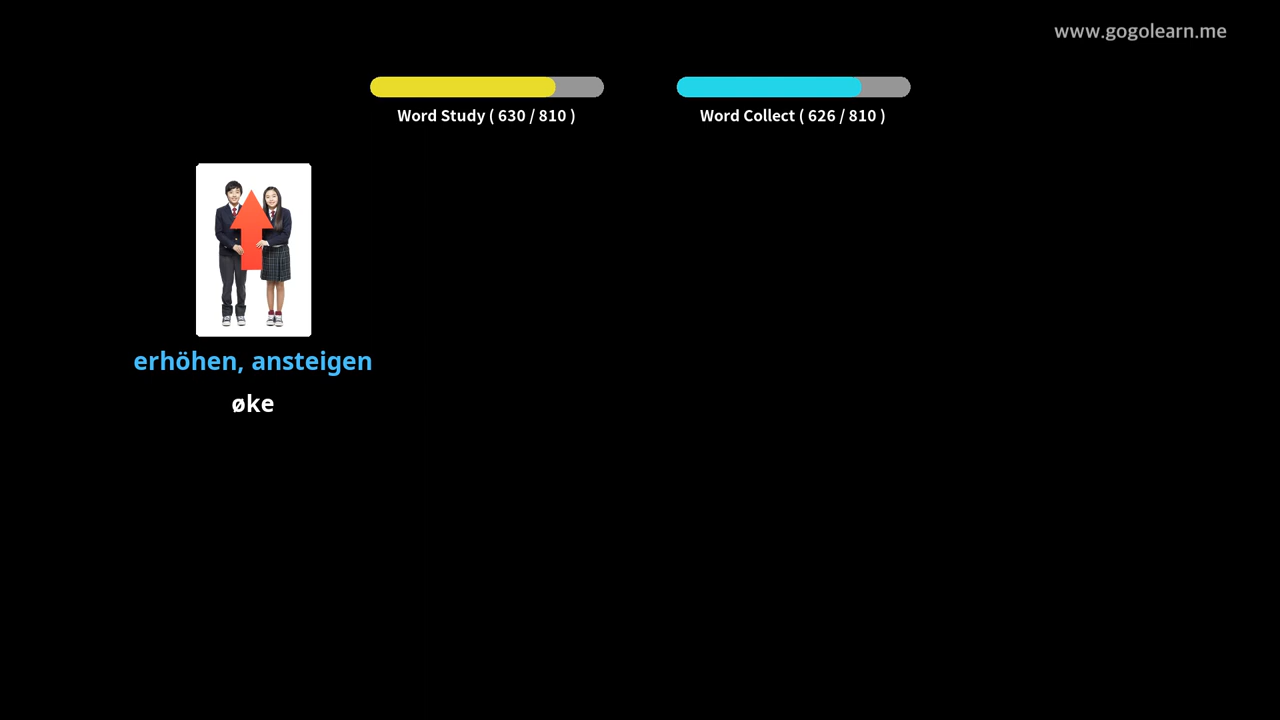 www.gogolearn.me
Word Study ( 630 / 810 )
Word Collect ( 626 / 810 )
erhöhen, ansteigen
øke